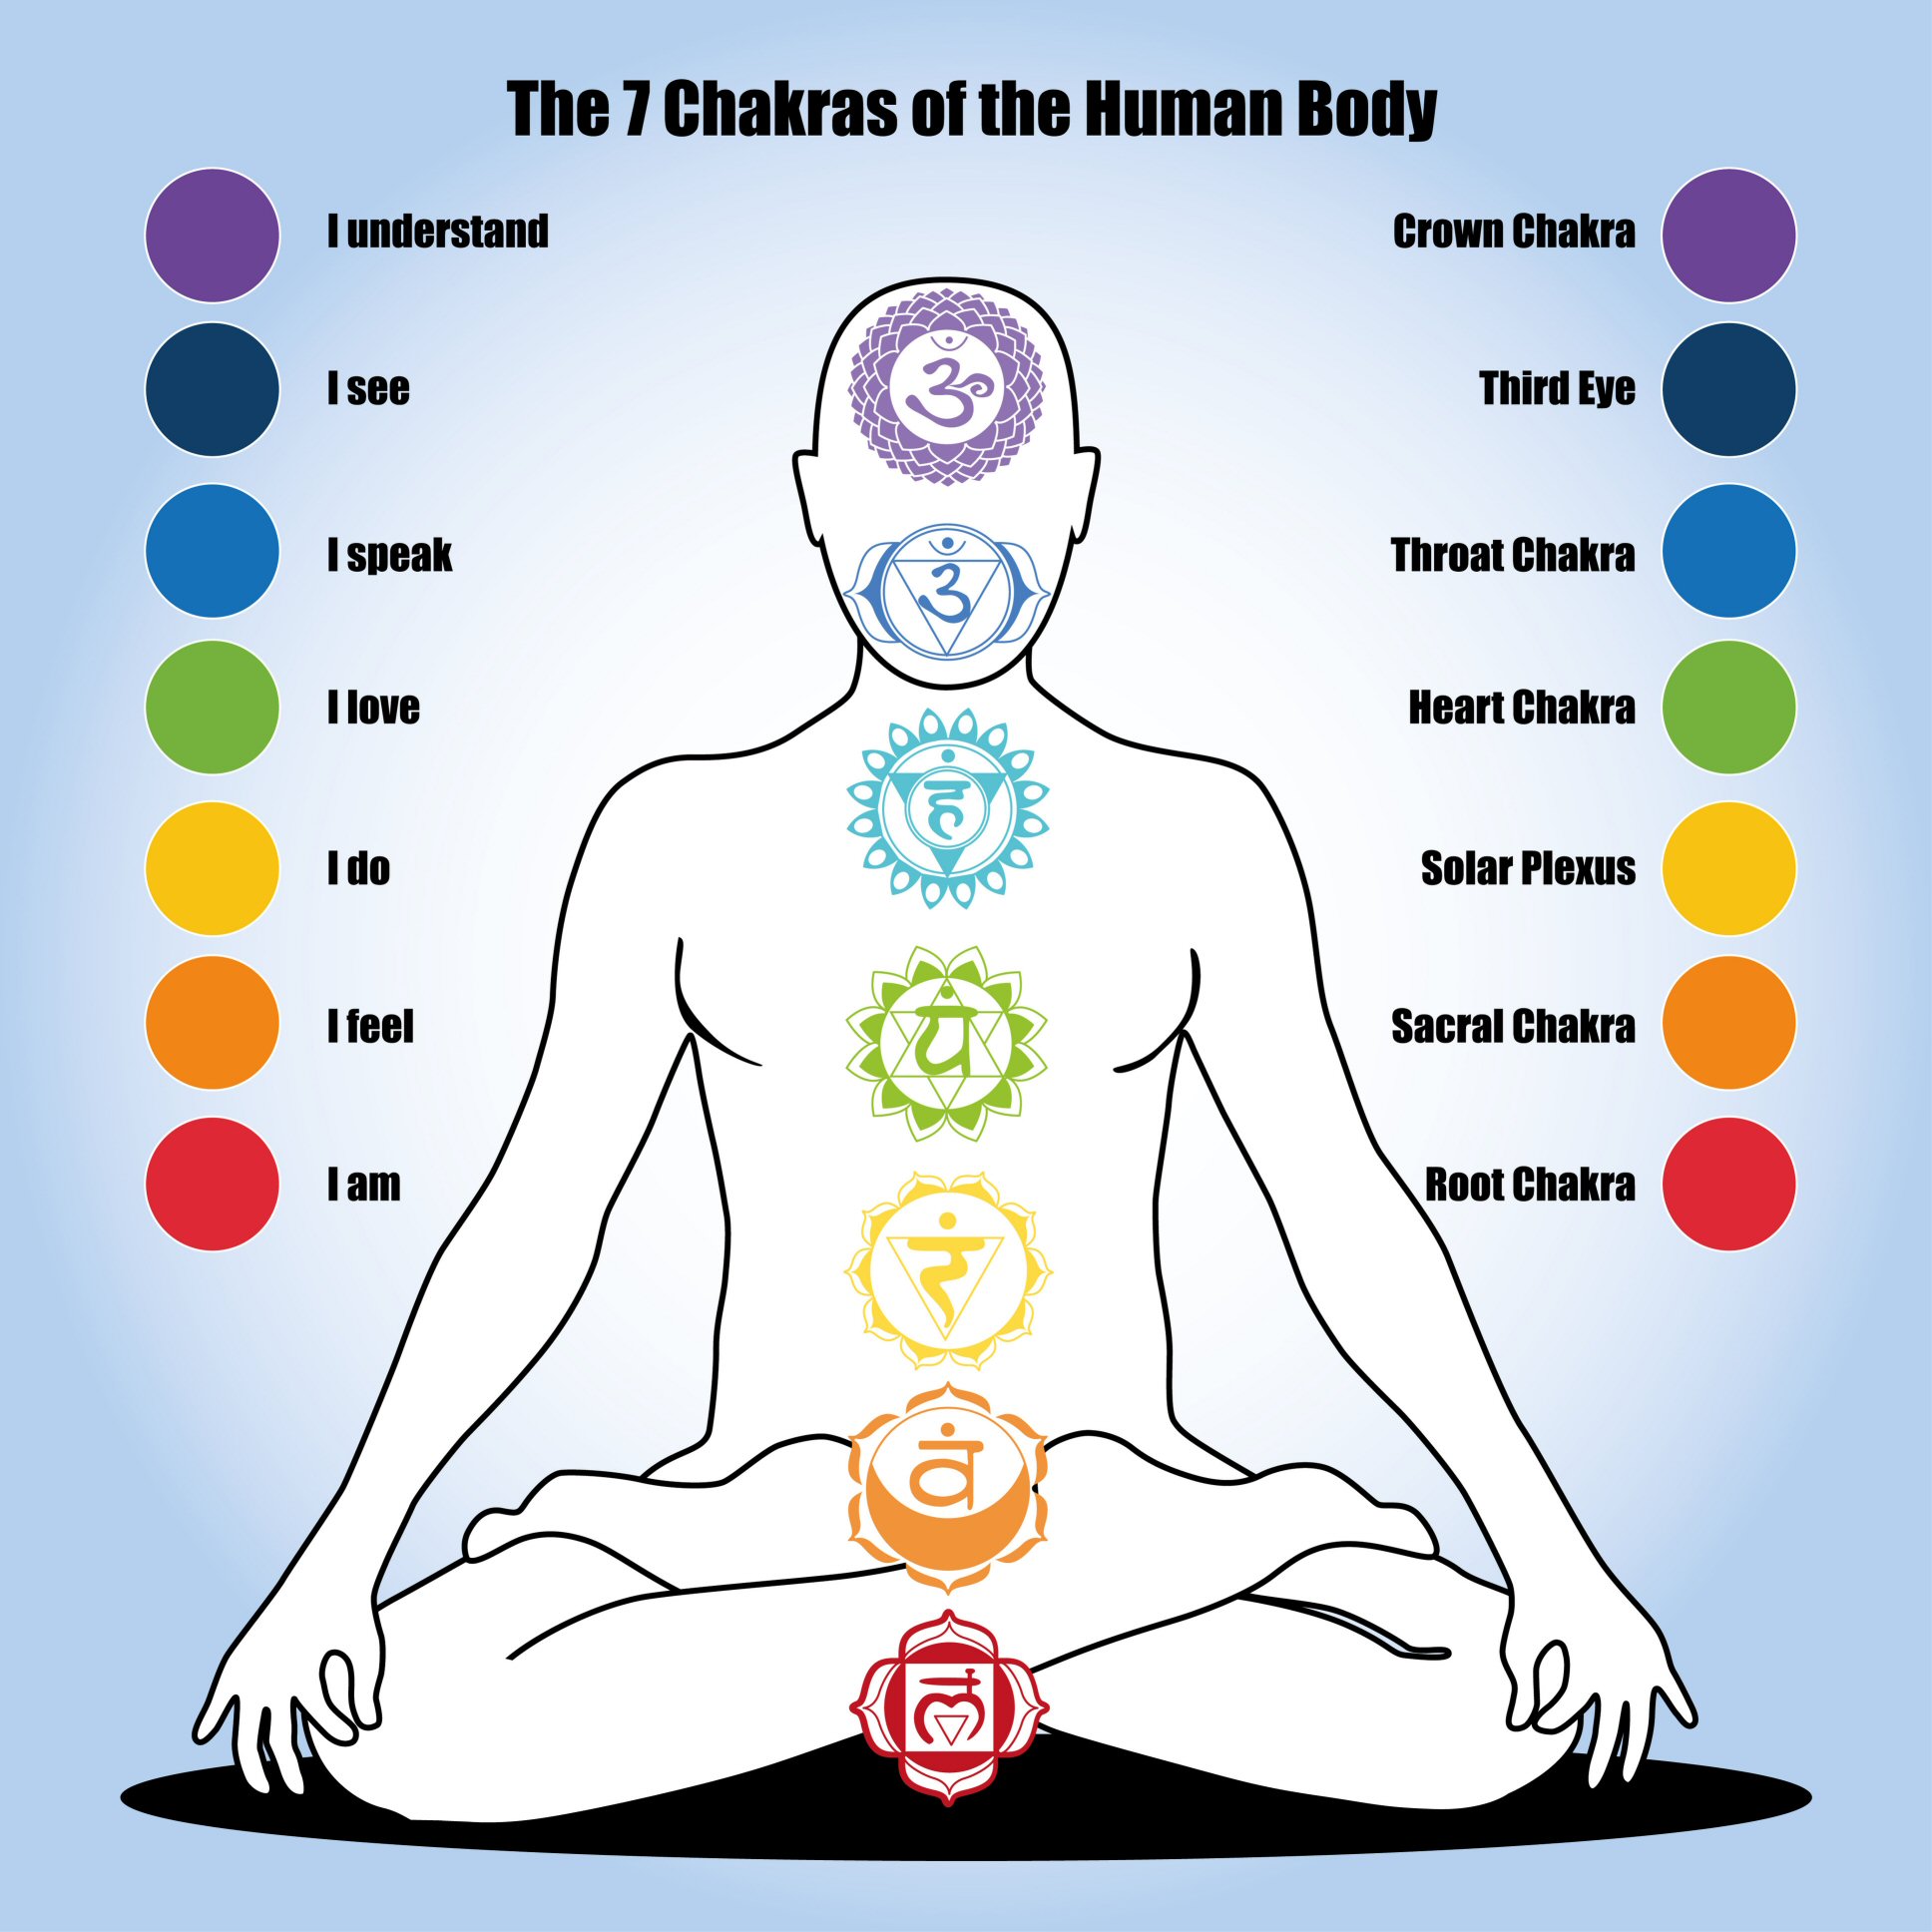 The 7 Chakras of the Human Body
I understand
Crown Chakra
I see
Third Eye
I speak
Throat Chakra
I love
Heart Chakra
I do
Solar Plexus
I feel
Sacral Chakra
I am
Root Chakra
ॐ
हं
यं
रं
वं
लं